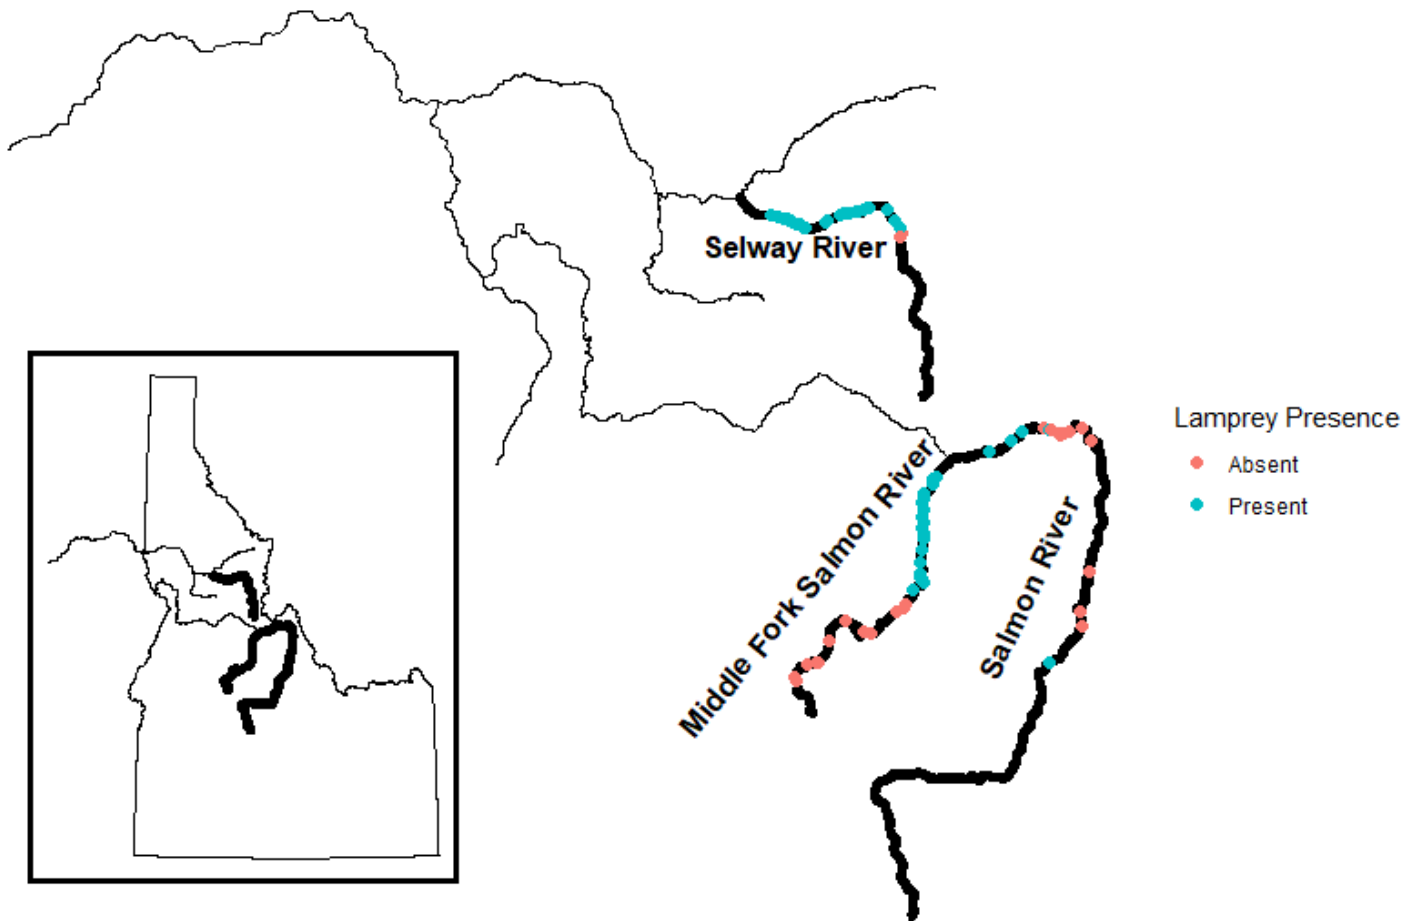 Selway River
Middle Fork Salmon River
Salmon River
Lamprey Presence
Absent
Present